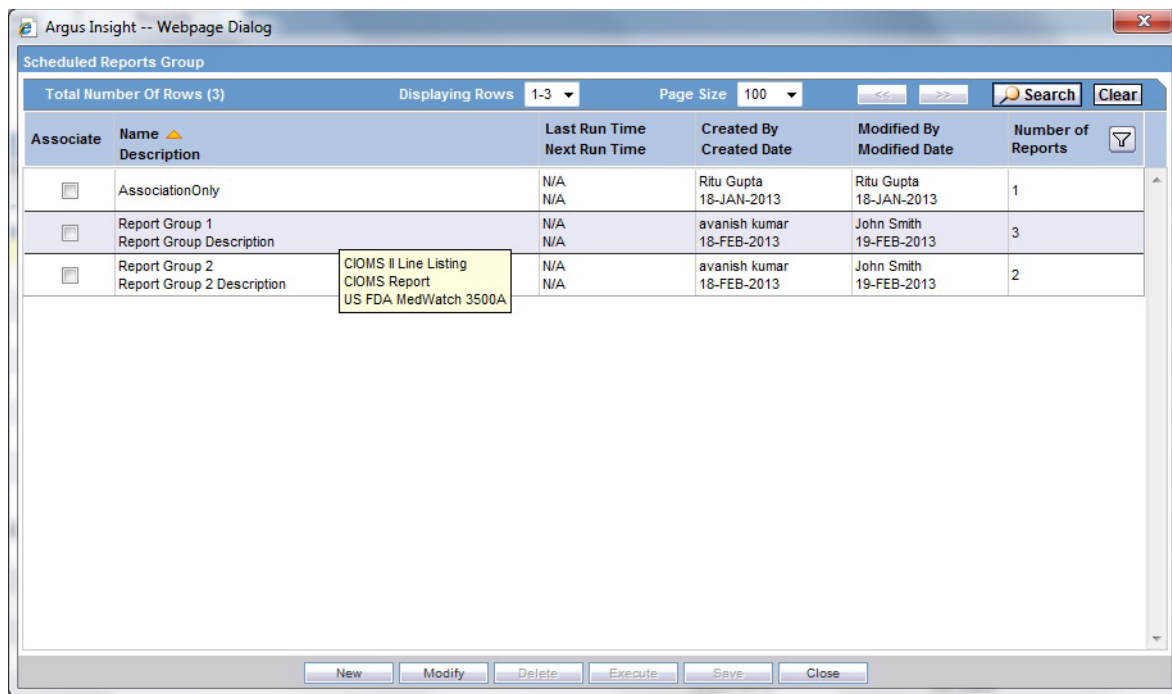 Argus Insight -- Webpage Dialog
Scheduled Reports Group
Total Number Of Rows (3) Displaying Rows 1-3 Page Size 100 << >> Search Clear
Associate Name Description Last Run Time Next Run Time Created By Created Date Modified By Modified Date Number of Reports
AssociationOnly N/A N/A Ritu Gupta 18-JAN-2013 Ritu Gupta 18-JAN-2013 1
Report Group 1 Report Group Description N/A N/A avanish kumar 18-FEB-2013 John Smith 19-FEB-2013 3
Report Group 2 Report Group 2 Description N/A N/A avanish kumar 18-FEB-2013 John Smith 19-FEB-2013 2
CIOMS II Line Listing
CIOMS Report
US FDA MedWatch 3500A
New Modify Delete Execute Save Close